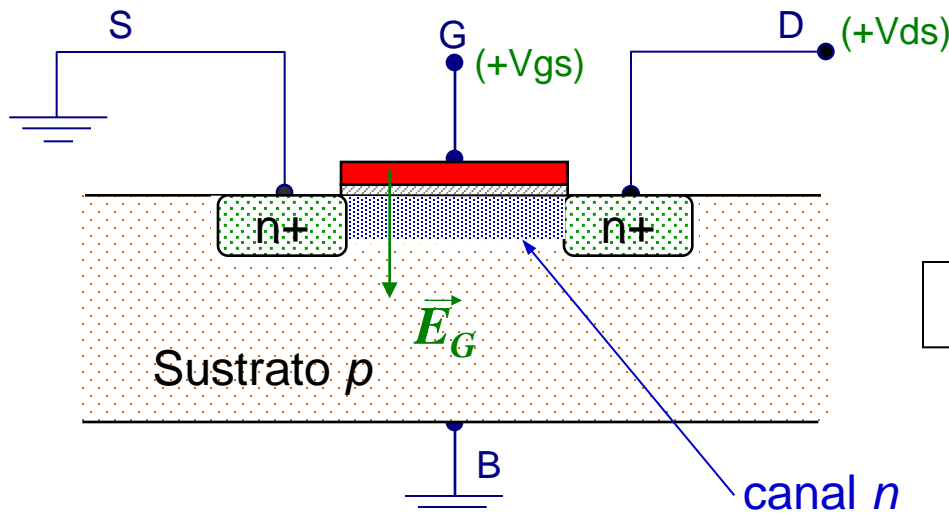 S
G
(+Vgs)
D
(+Vds)
n+
n+
E_G
Sustrato p
B
canal n